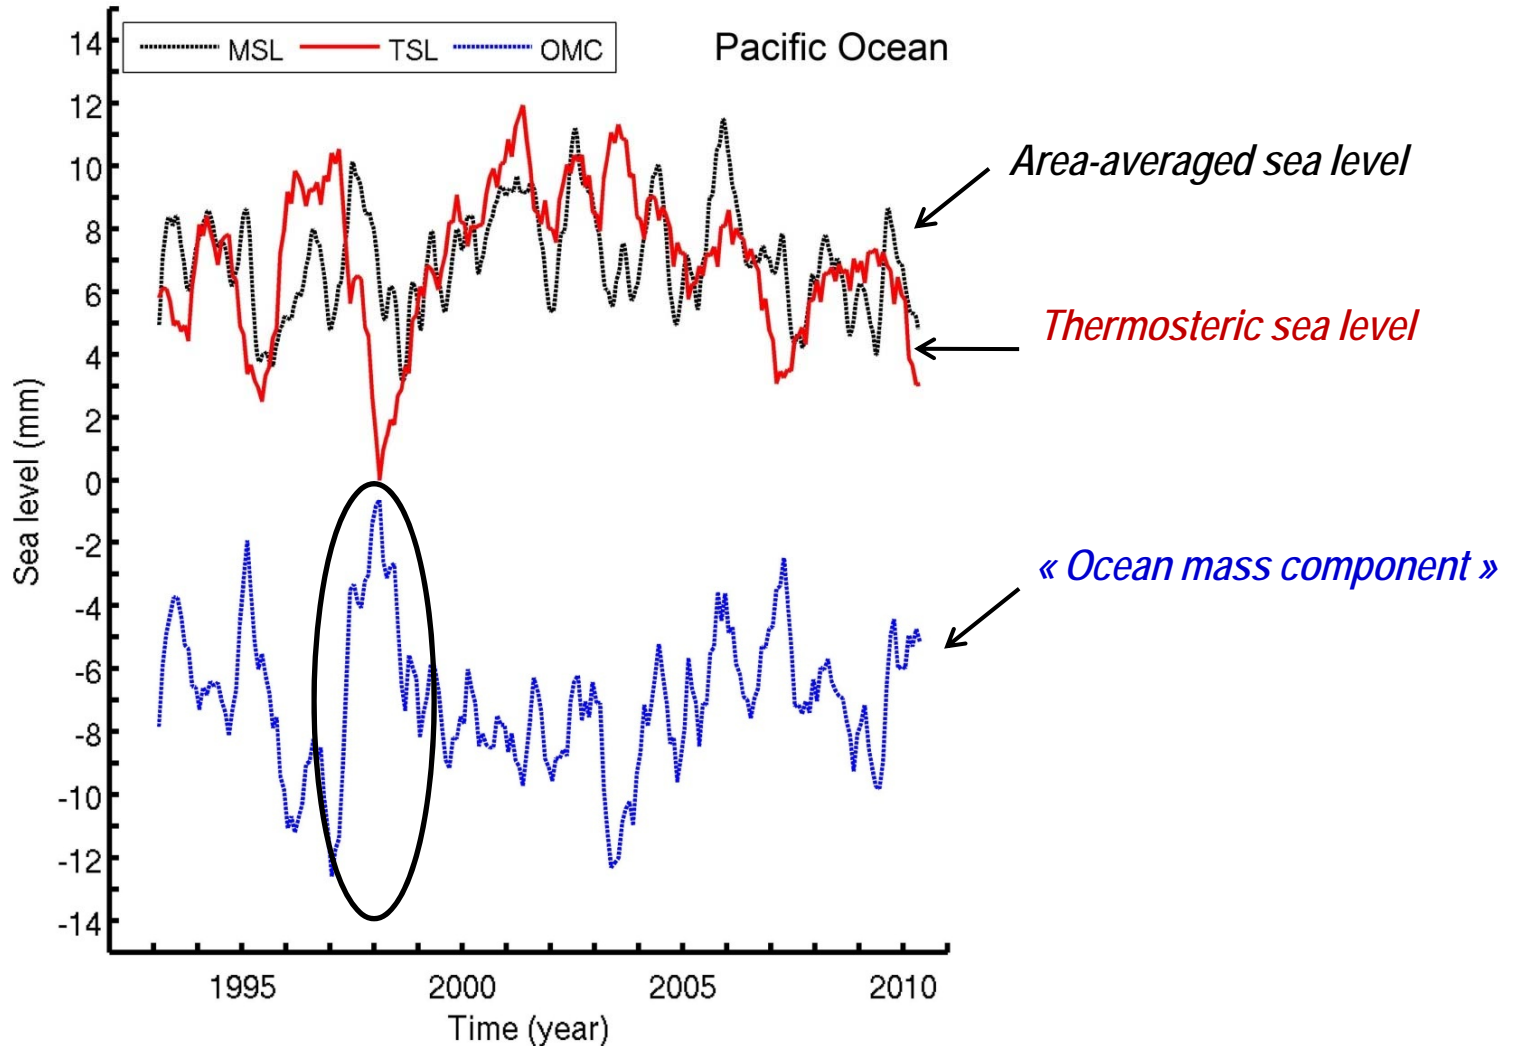 MSL TSL OMC
Pacific Ocean
14
12
10
8
6
4
2
0
-2
-4
-6
-8
-10
-12
-14
Sea level (mm)
1995 2000 2005 2010
Time (year)
Area-averaged sea level
Thermosteric sea level
« Ocean mass component »